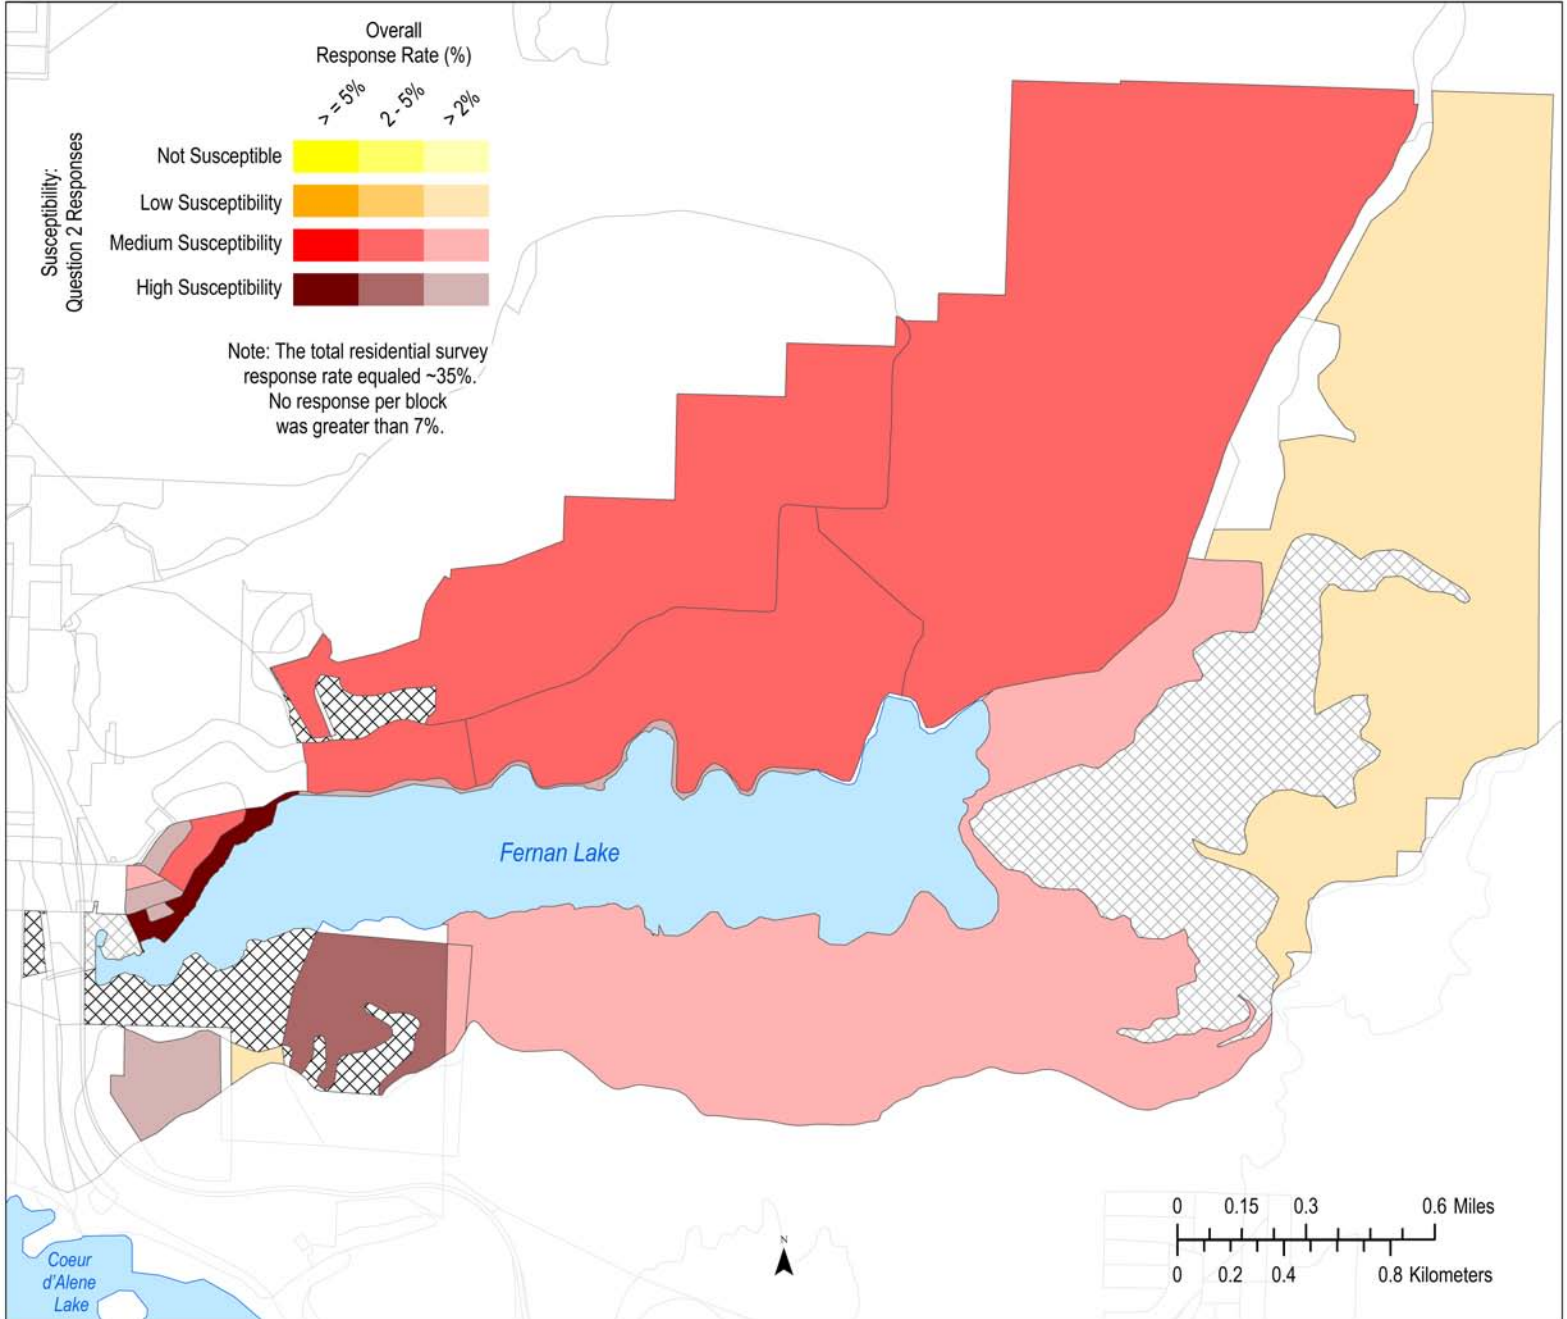 Overall
Response Rate (%)
> = 5%
2 - 5%
> 2%
Susceptibility:
Question 2 Responses
Not Susceptible
Low Susceptibility
Medium Susceptibility
High Susceptibility
Note: The total residential survey
response rate equaled ~35%.
No response per block
was greater than 7%.
Fernan Lake
Coeur
d'Alene
Lake
N
0 0.15 0.3 0.6 Miles
0 0.2 0.4 0.8 Kilometers